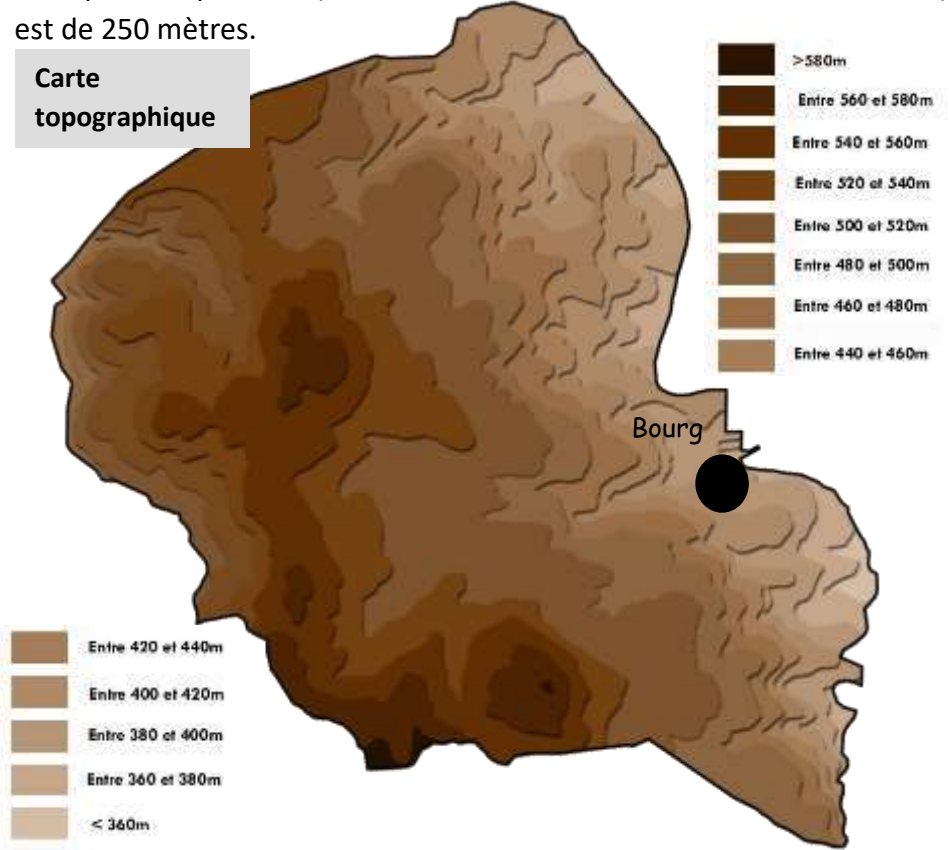 est de 250 mètres.
Carte
topographique
>580m
Entre 560 et 580m
Entre 540 et 560m
Entre 520 et 540m
Entre 500 et 520m
Entre 480 et 500m
Entre 460 et 480m
Entre 440 et 460m
Bourg
Entre 420 et 440m
Entre 400 et 420m
Entre 380 et 400m
Entre 360 et 380m
< 360m